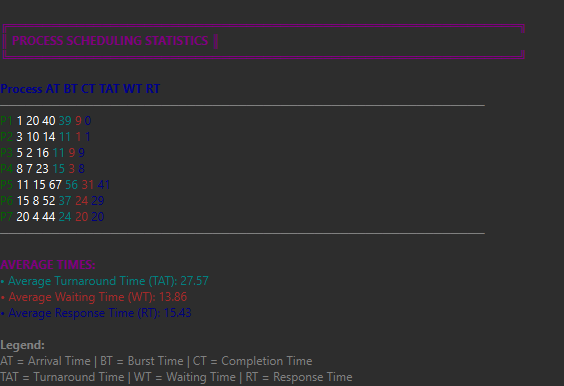 PROCESS SCHEDULING STATISTICS
Process AT BT CT TAT WT RT
P1 1 20 40 39 9 0
P2 3 10 14 11 1 1
P3 5 2 16 11 9 9
P4 8 7 23 15 3 8
P5 11 15 67 56 31 41
P6 15 8 52 37 24 29
P7 20 4 44 24 20 20
AVERAGE TIMES:
• Average Turnaround Time (TAT): 27.57
• Average Waiting Time (WT): 13.86
• Average Response Time (RT): 15.43
Legend:
AT = Arrival Time | BT = Burst Time | CT = Completion Time
TAT = Turnaround Time | WT = Waiting Time | RT = Response Time